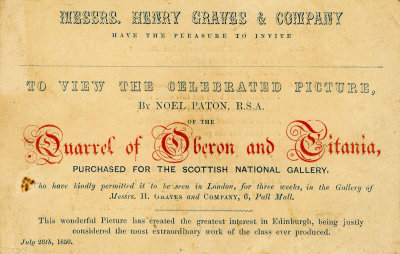 MESSRS. HENRY GRAVES & COMPANY
HAVE THE PLEASURE TO INVITE
TO VIEW THE CELEBRATED PICTURE,
BY NOEL PATON, R.S.A.
OF THE
Quarrel of Oberon and Titania,
PURCHASED FOR THE SCOTTISH NATIONAL GALLERY,
ho have kindly permitted it to be seen in London, for three weeks, in the Gallery of
Messrs. H. GRAVES AND COMPANY, 6, Pall Mall.
This wonderful Picture has created the greatest interest in Edinburgh, being justly
considered the most extraordinary work of the class ever produced.
July 26th, 1850.